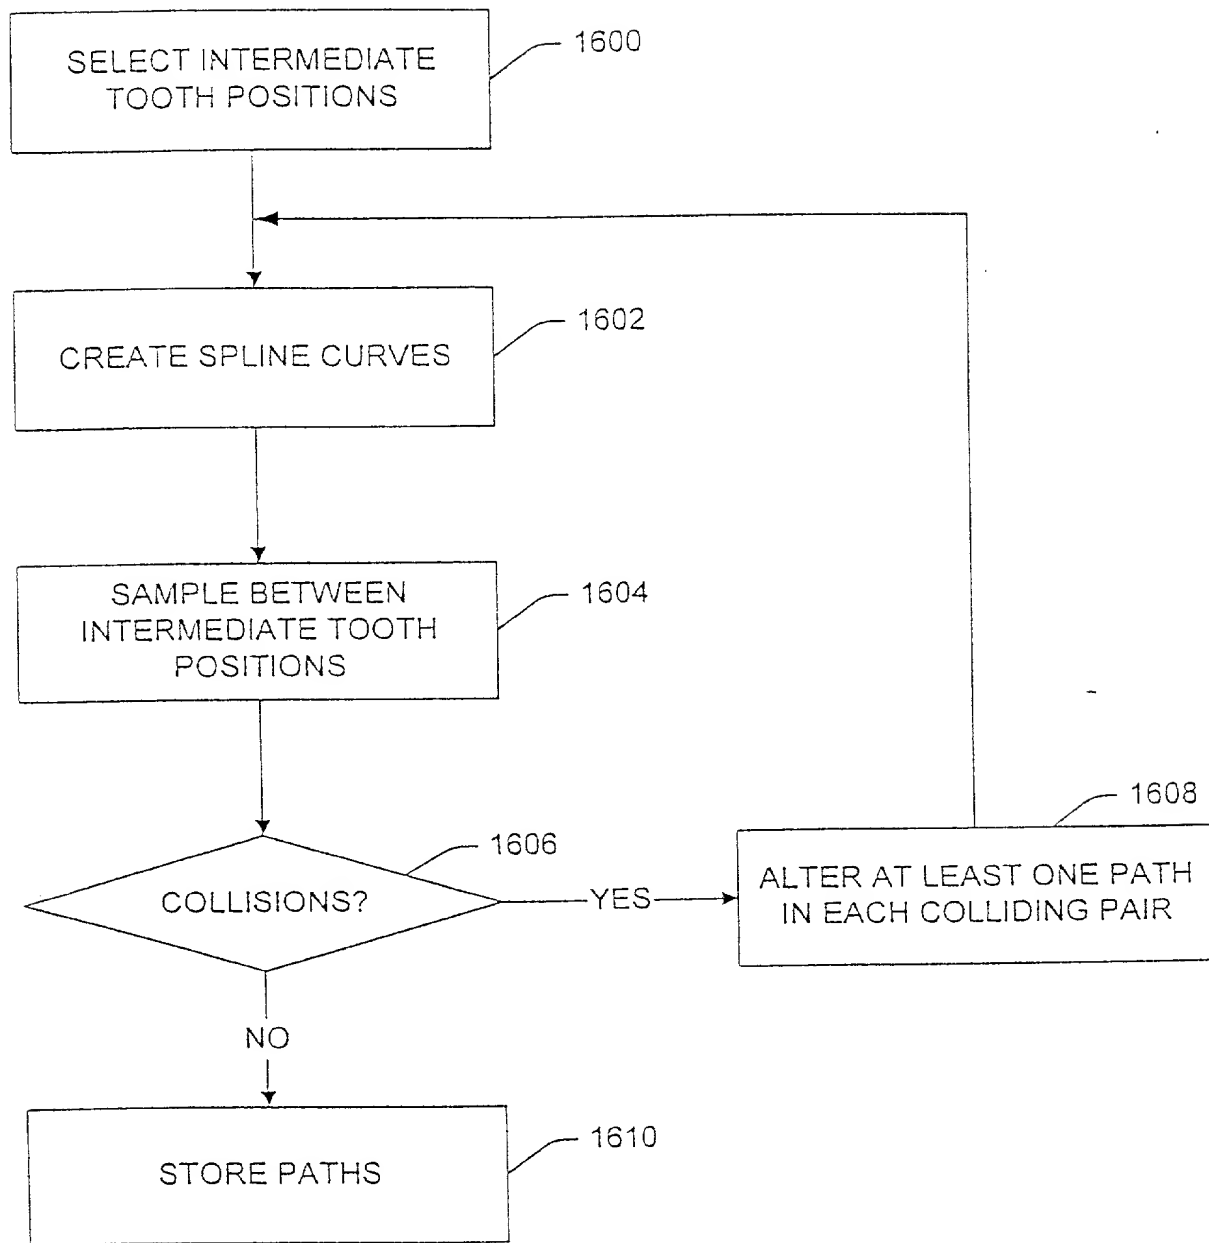 1600
SELECT INTERMEDIATE
TOOTH POSITIONS
1602
CREATE SPLINE CURVES
1604
SAMPLE BETWEEN
INTERMEDIATE TOOTH
POSITIONS
1606
COLLISIONS?
YES
1608
ALTER AT LEAST ONE PATH
IN EACH COLLIDING PAIR
NO
1610
STORE PATHS